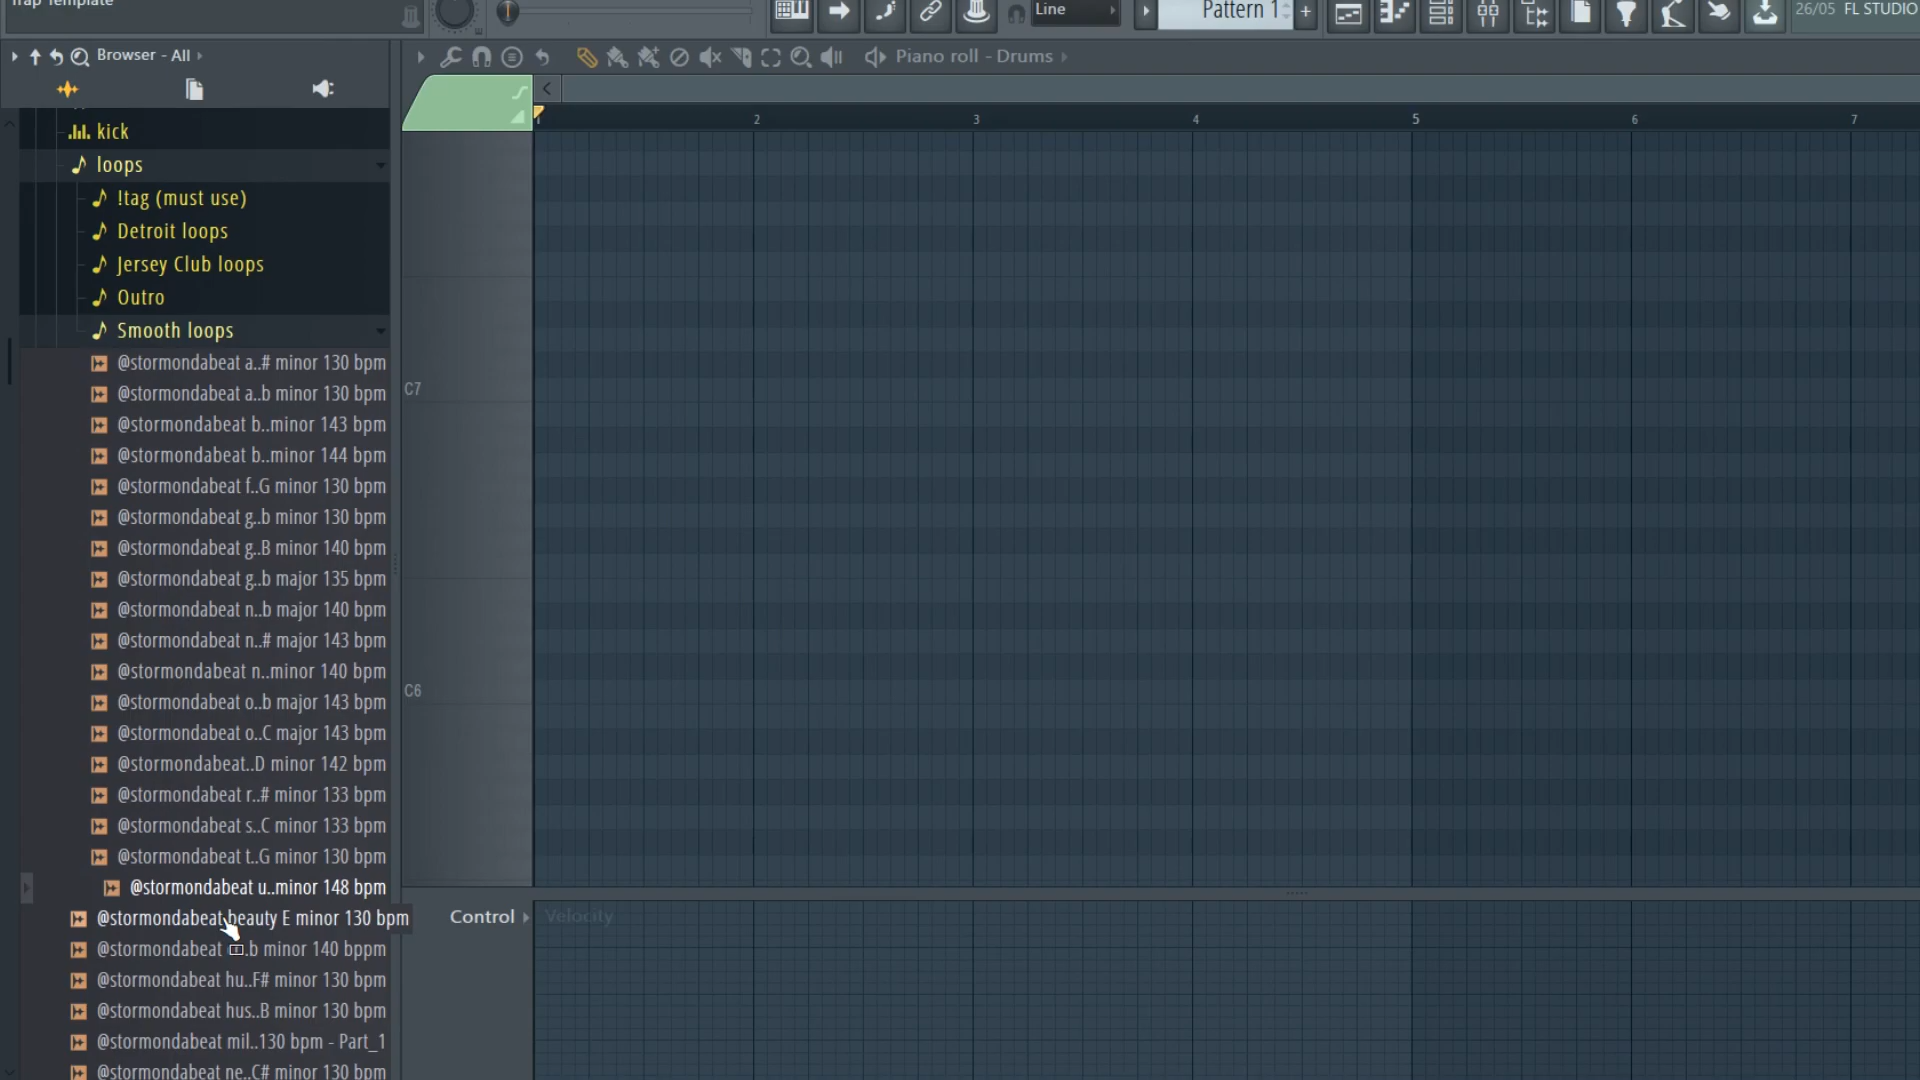 Trap Template
Line
Pattern 1
+
26/05 FL STUDIO
Browser - All
Piano roll - Drums
2
3
4
5
6
7
kick
loops
!tag (must use)
Detroit loops
Jersey Club loops
Outro
Smooth loops
@stormondabeat a..# minor 130 bpm
@stormondabeat a..b minor 130 bpm
@stormondabeat b..minor 143 bpm
@stormondabeat b..minor 144 bpm
@stormondabeat f..G minor 130 bpm
@stormondabeat g..b minor 130 bpm
@stormondabeat g..B minor 140 bpm
@stormondabeat g..b major 135 bpm
@stormondabeat n..b major 140 bpm
@stormondabeat n..# major 143 bpm
@stormondabeat n..minor 140 bpm
@stormondabeat o..b major 143 bpm
@stormondabeat o..C major 143 bpm
@stormondabeat..D minor 142 bpm
@stormondabeat r..# minor 133 bpm
@stormondabeat s..C minor 133 bpm
@stormondabeat t..G minor 130 bpm
@stormondabeat u..minor 148 bpm
@stormondabeat beauty E minor 130 bpm
@stormondabeat .b minor 140 bppm
@stormondabeat hu..F# minor 130 bpm
@stormondabeat hus..B minor 130 bpm
@stormondabeat mil..130 bpm - Part_1
@stormondabeat ne..C# minor 130 bpm
C7
C6
Control
Velocity